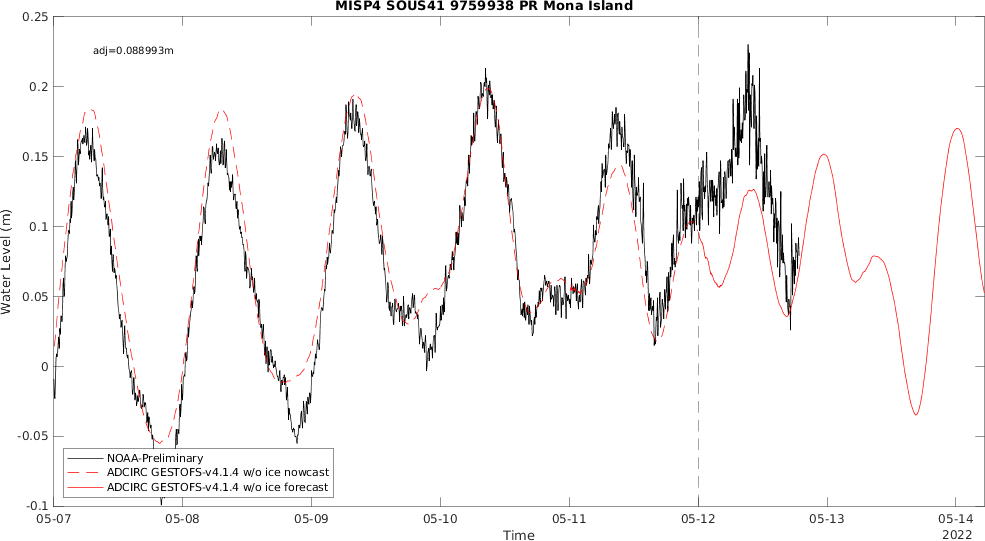 MISP4 SOUS41 9759938 PR Mona Island
adj=0.088993m
Water Level (m)
0.25
0.2
0.15
0.1
0.05
0
-0.05
-0.1
NOAA-Preliminary
ADCIRC GESTOFS-v4.1.4 w/o ice nowcast
ADCIRC GESTOFS-v4.1.4 w/o ice forecast
05-07 05-08 05-09 05-10 05-11 05-12 05-13 05-14
Time
2022